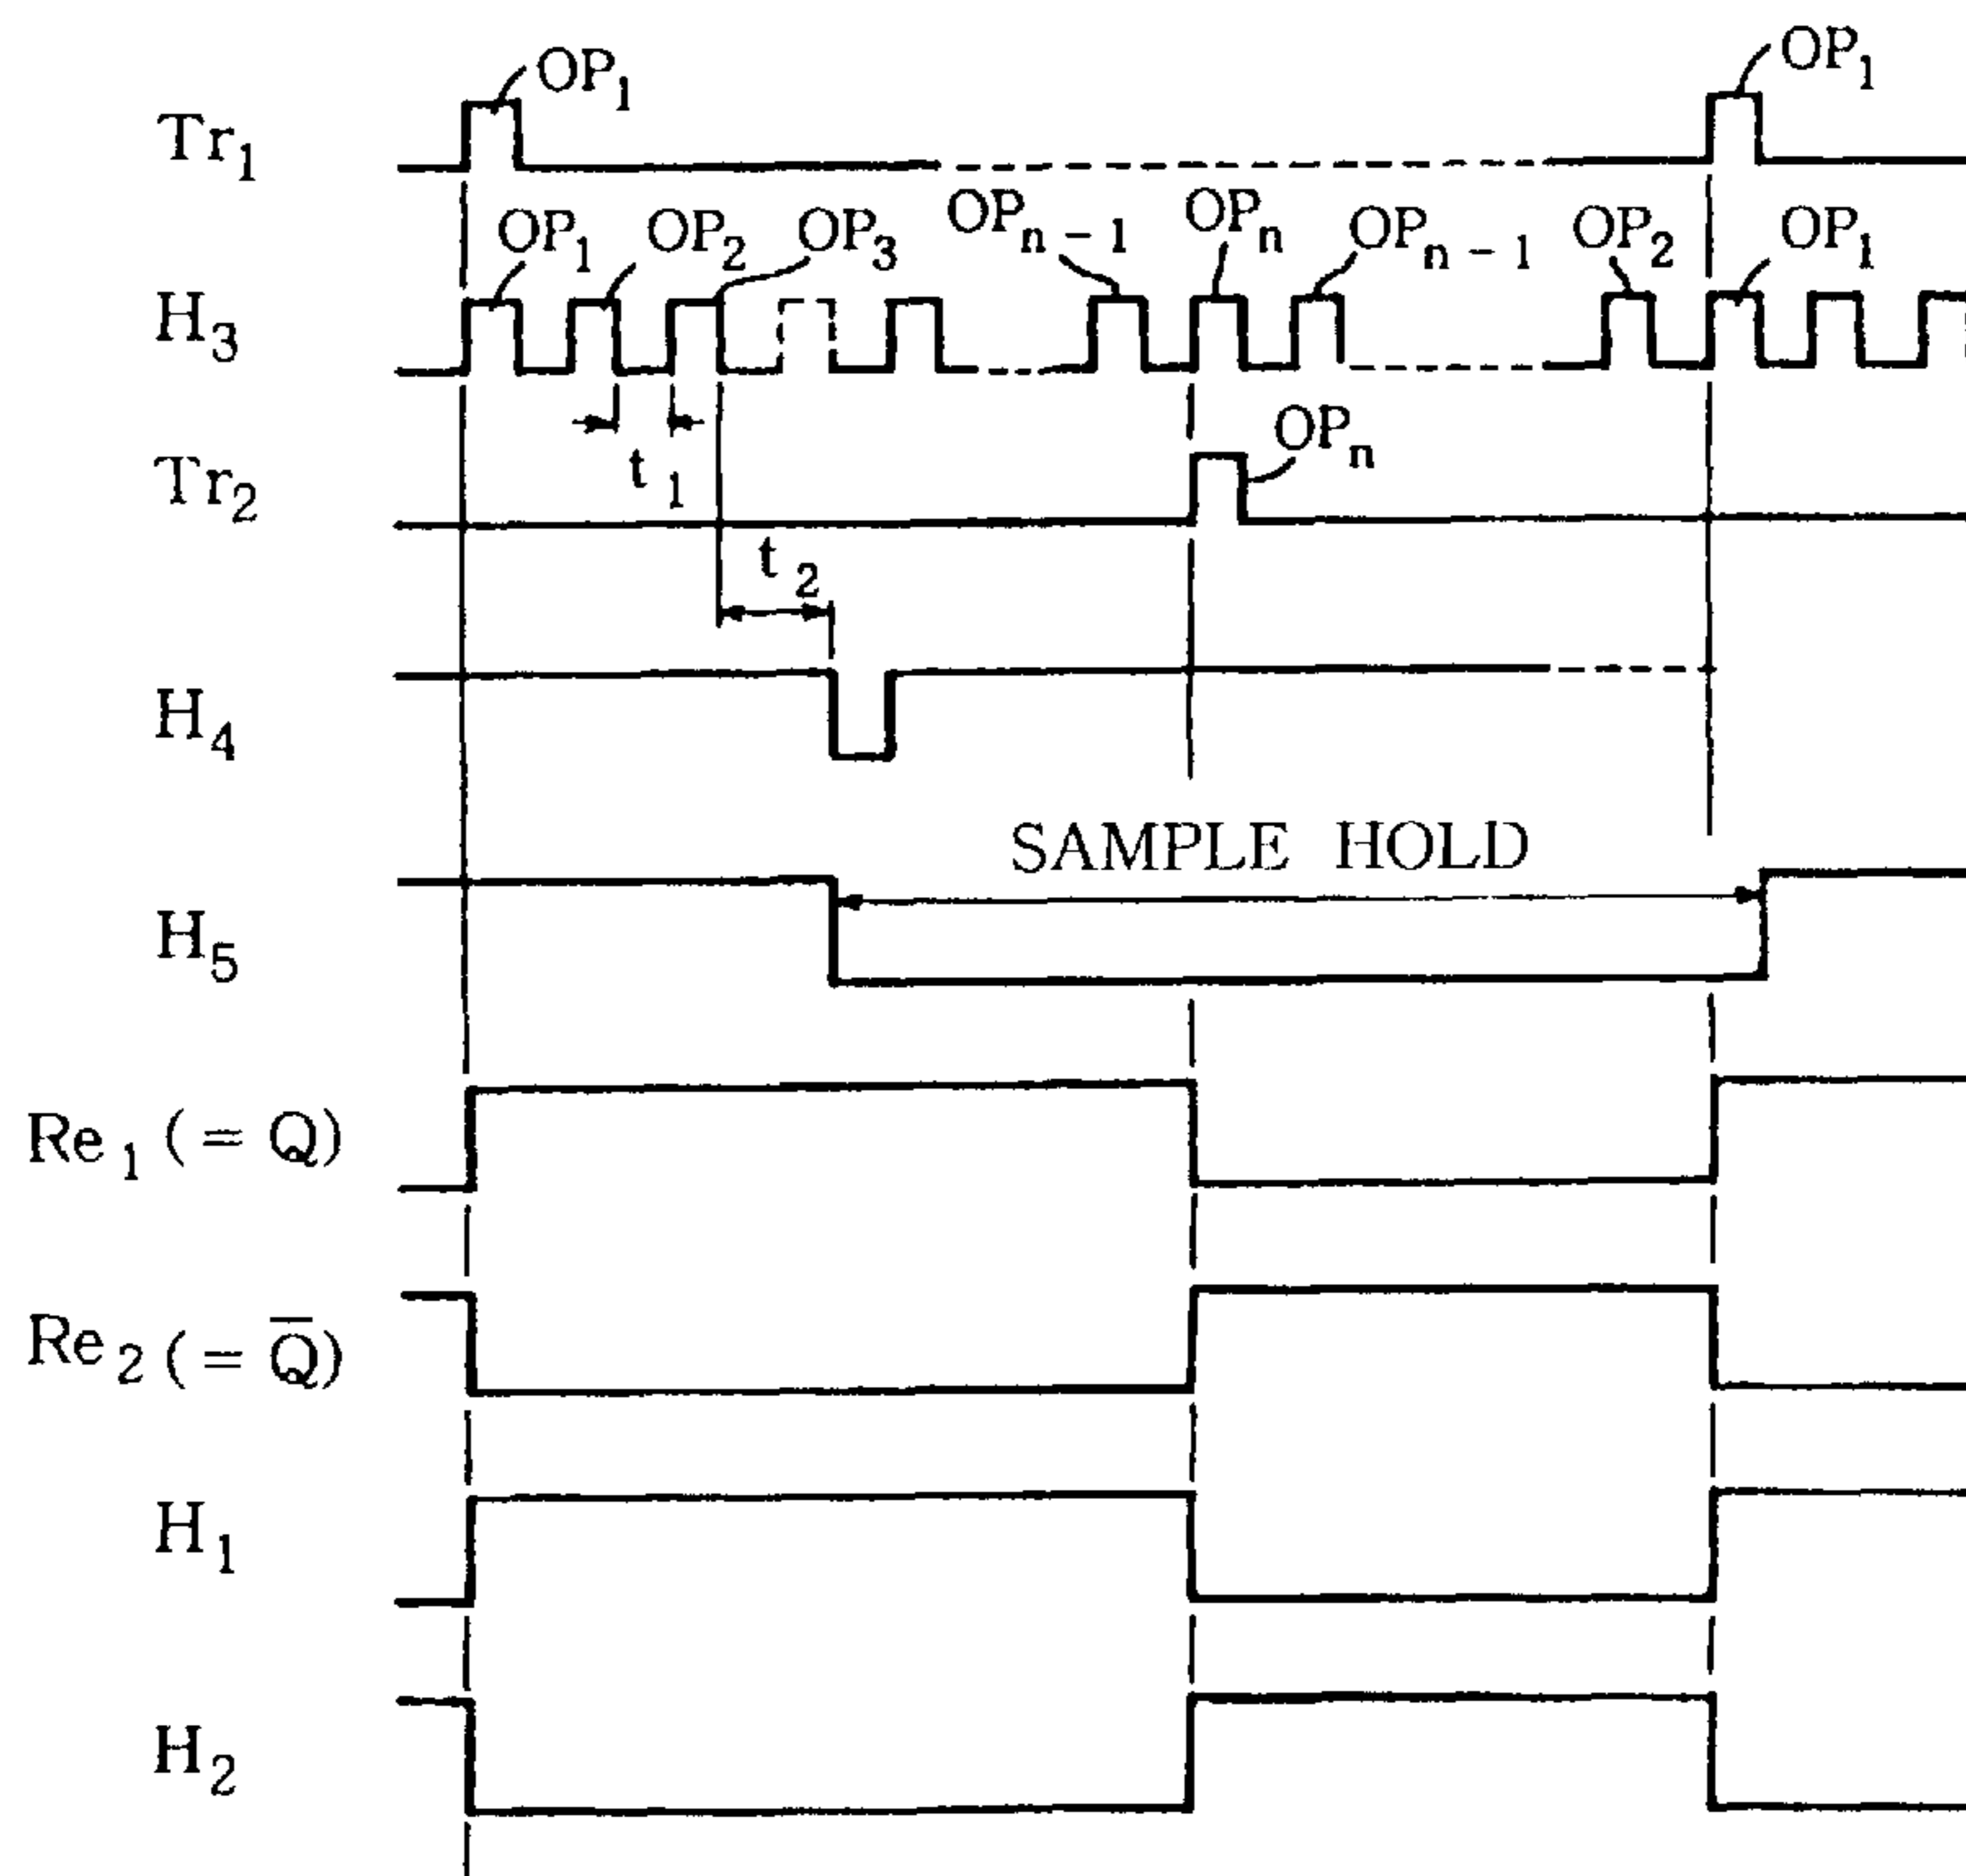 OP₁ OP₁
Tr₁
OP₁ OP₂ OP₃ OPₙ₋₁ OPₙ OPₙ₋₁ OP₂ OP₁
H₃
t₁
OPₙ
Tr₂
t₂
H₄
SAMPLE HOLD
H₅
Re₁ (= Q)
Re₂ (= Q̅)
H₁
H₂